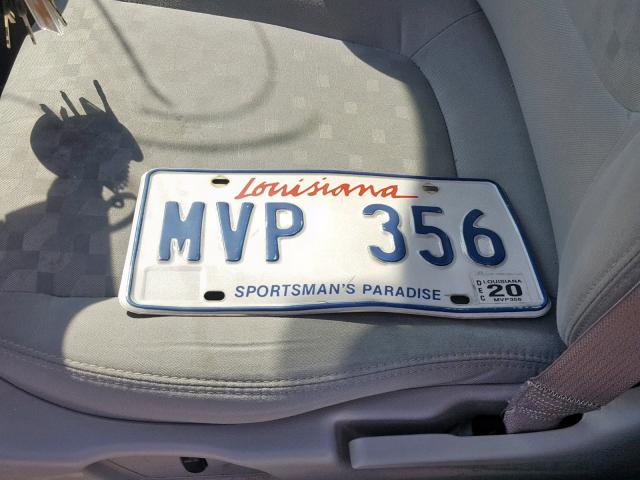 Louisiana
MVP 356
SPORTSMAN'S PARADISE
DEC
LOUISIANA
20
MVP356